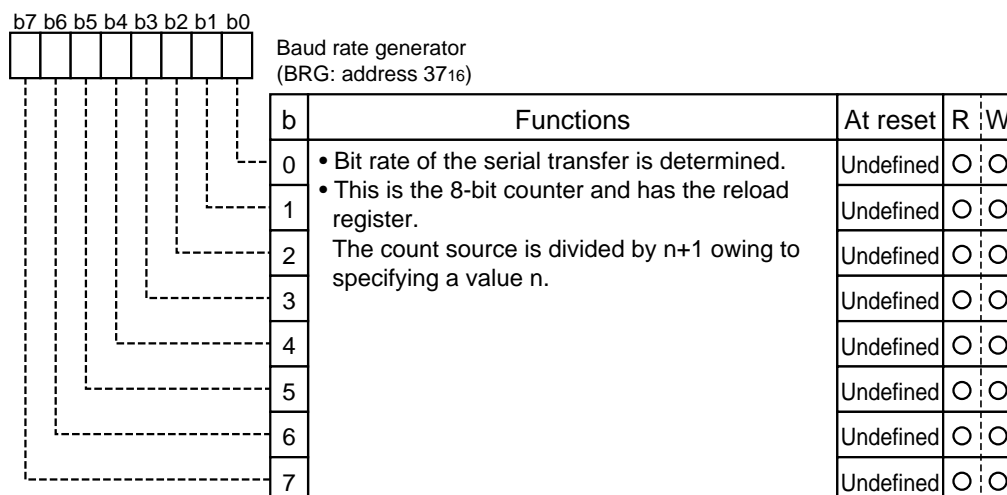 b7 b6 b5 b4 b3 b2 b1 b0
Baud rate generator
(BRG: address 3716)
b Functions At reset R W
0 • Bit rate of the serial transfer is determined. Undefined O O
• This is the 8-bit counter and has the reload
1 register. Undefined O O
2 The count source is divided by n+1 owing to Undefined O O
specifying a value n.
3 Undefined O O
4 Undefined O O
5 Undefined O O
6 Undefined O O
7 Undefined O O